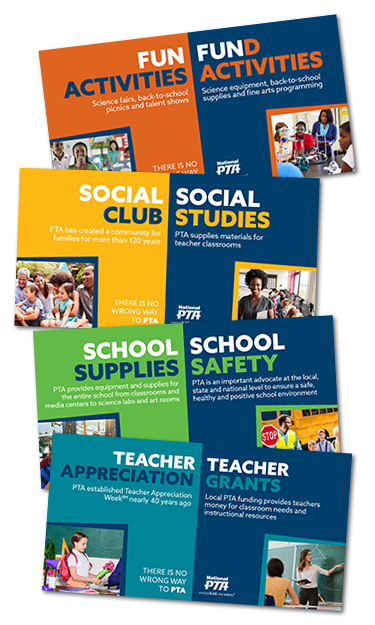 FUN
ACTIVITIES
Science fairs, back-to-school
picnics and talent shows
THERE IS NO
WRONG WAY
FUND
ACTIVITIES
Science equipment, back-to-school
supplies and fine arts programming
SOCIAL
CLUB
PTA has created a community for
families for more than 120 years
THERE IS NO
WRONG WAY
TO PTA
SOCIAL
STUDIES
PTA supplies materials for
teacher classrooms
National
PTA
SCHOOL
SUPPLIES
PTA provides equipment and supplies for
the entire school from classrooms and
media centers to science labs and art rooms
SCHOOL
SAFETY
PTA is an important advocate at the local,
state and national level to ensure a safe,
healthy and positive school environment
STOP
TEACHER
APPRECIATION
PTA established Teacher Appreciation
Week℠ nearly 40 years ago
THERE IS NO
WRONG WAY
TO PTA
TEACHER
GRANTS
Local PTA funding provides teachers
money for classroom needs and
instructional resources
National
PTA
National
PTA